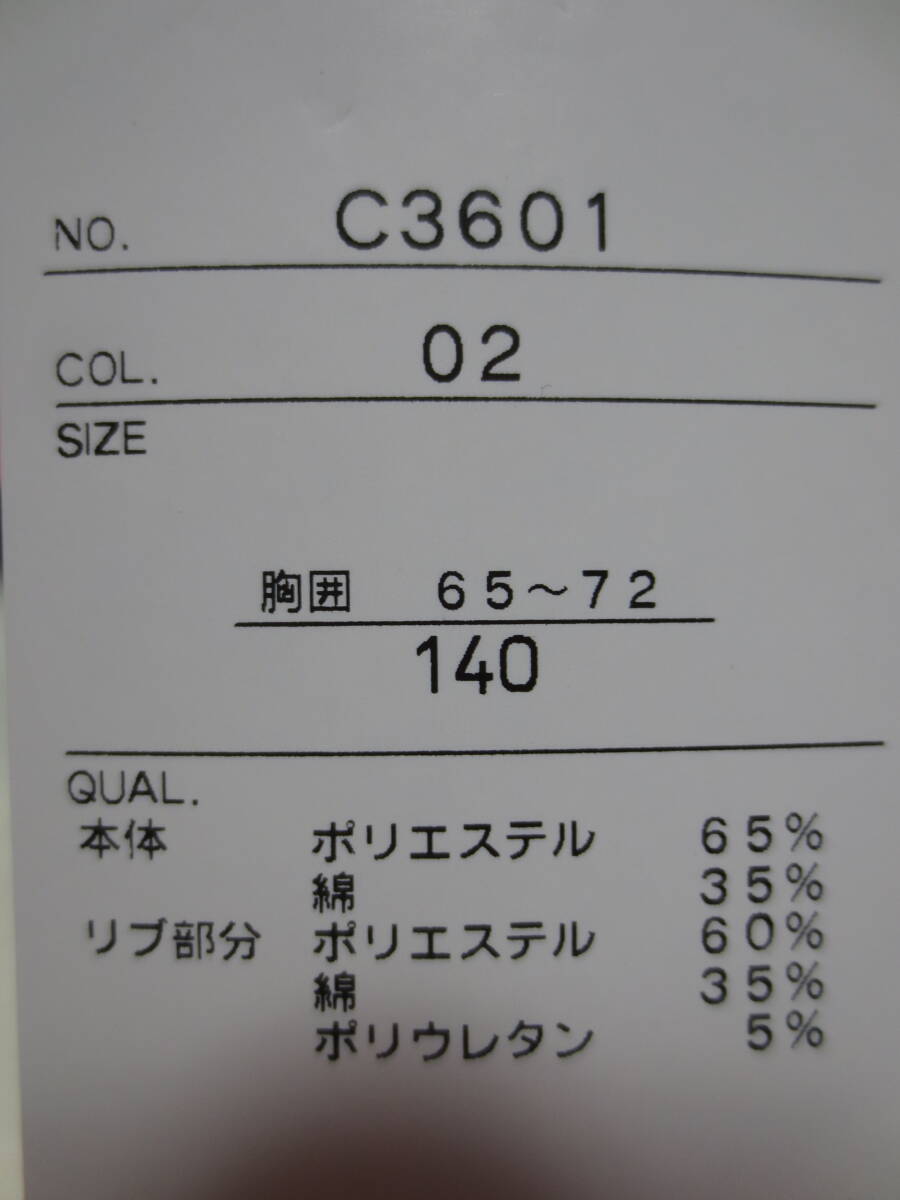 NO. C3601
COL. 02
SIZE
胸囲 65～72
140
QUAL.
本体 ポリエステル 65%
綿 35%
リブ部分 ポリエステル 60%
綿 35%
ポリウレタン 5%